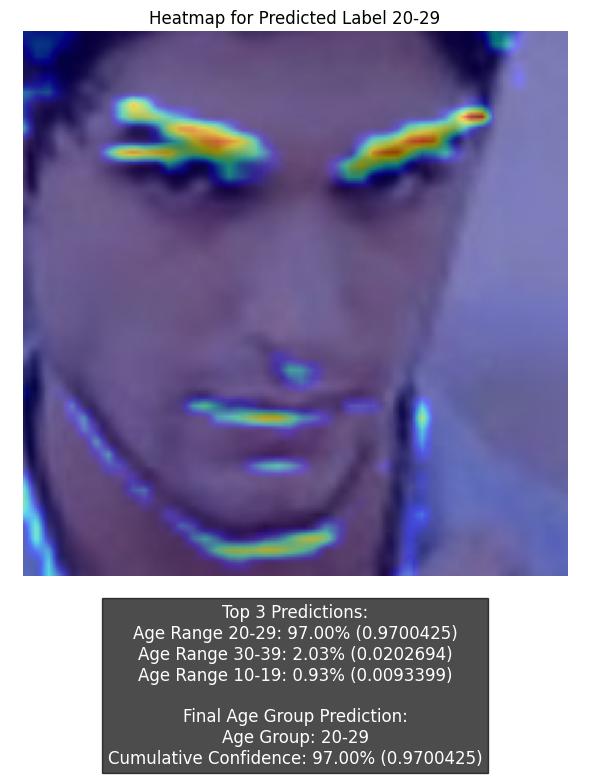 Heatmap for Predicted Label 20-29
Top 3 Predictions:
Age Range 20-29: 97.00% (0.9700425)
Age Range 30-39: 2.03% (0.0202694)
Age Range 10-19: 0.93% (0.0093399)
Final Age Group Prediction:
Age Group: 20-29
Cumulative Confidence: 97.00% (0.9700425)